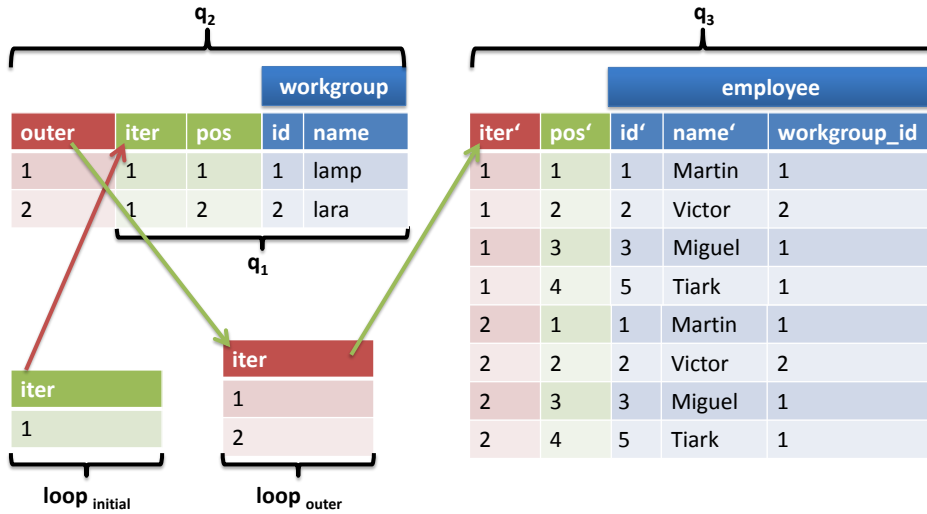 q2
workgroup
outer iter pos id name
1 1 1 1 lamp
2 1 2 2 lara
q1
iter
1
loop initial
iter
1
2
loop outer
q3
employee
iter‘ pos‘ id‘ name‘ workgroup_id
1 1 1 Martin 1
1 2 2 Victor 2
1 3 3 Miguel 1
1 4 5 Tiark 1
2 1 1 Martin 1
2 2 2 Victor 2
2 3 3 Miguel 1
2 4 5 Tiark 1